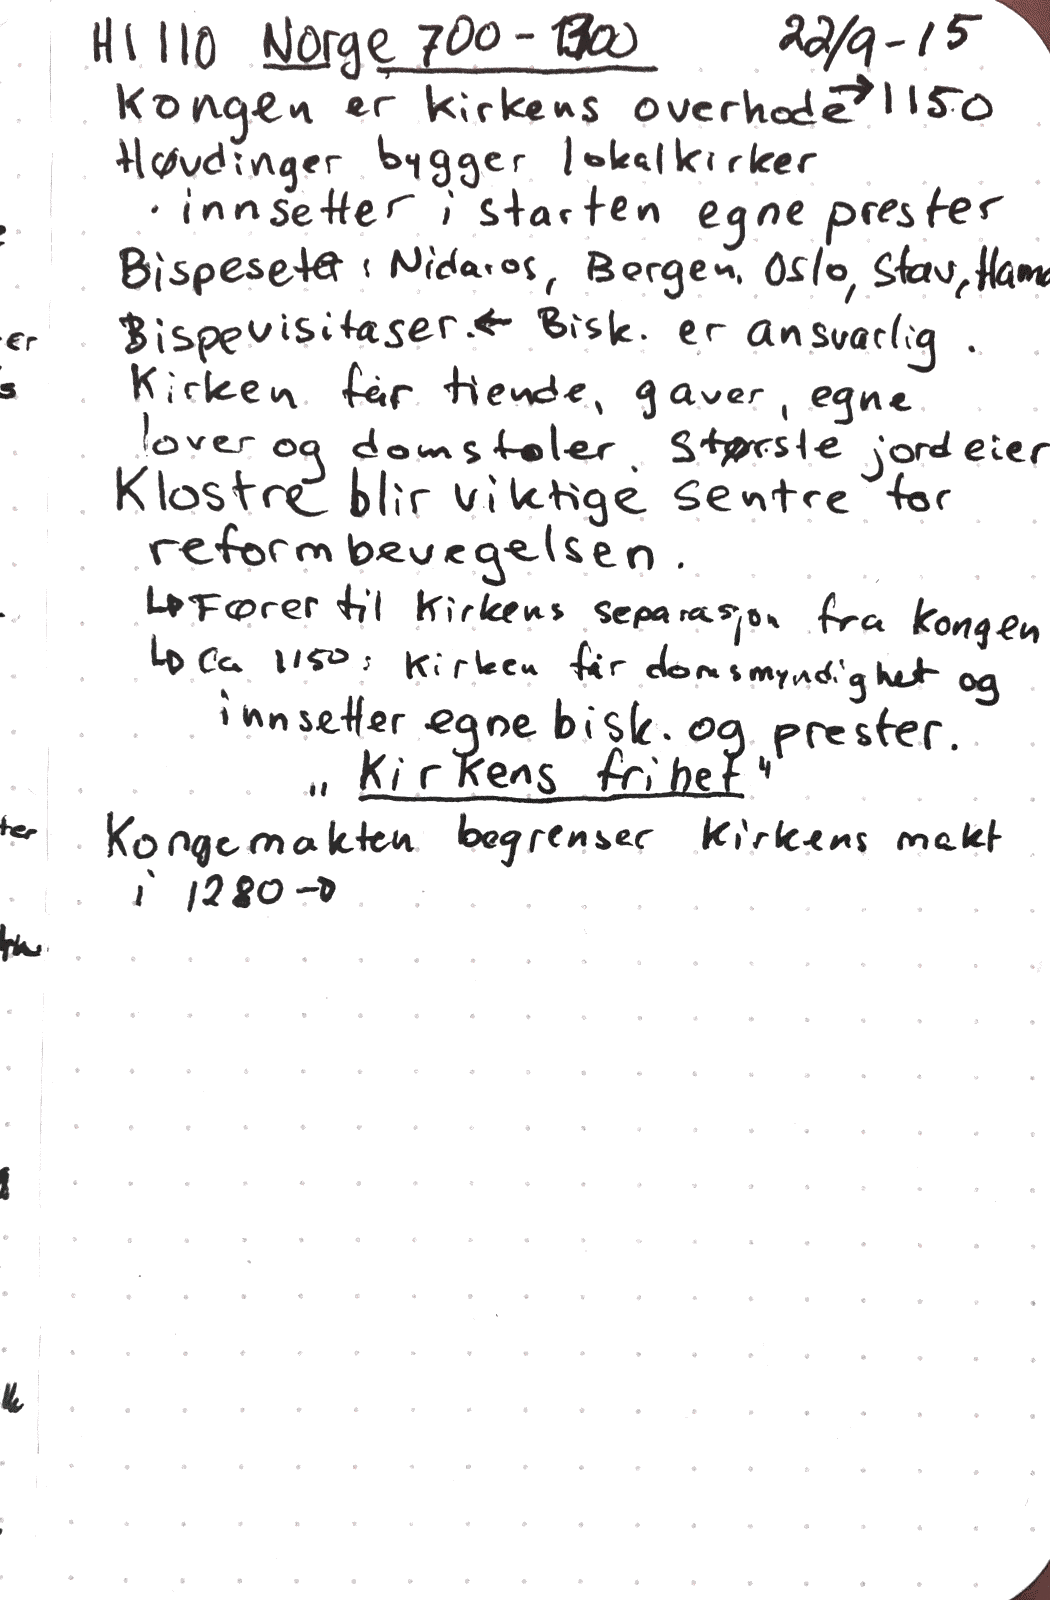 HI 110 Norge 700-1300 22/9-15
Kongen er kirkens overhode → 1150
Høvdinger bygger lokalkirker
· innsetter i starten egne prester
Bispeseter: Nidaros, Bergen, Oslo, Stav, Hama
Bispevisitaser. ← Bisk. er ansvarlig.
Kirken får tiende, gaver, egne
lover og domstoler. Største jordeier
Klostre blir viktige sentre for
reformbevegelsen.
↳ Fører til Kirkens separasjon fra kongen
↳ Ca 1150: Kirken får domsmyndighet og
innsetter egne bisk. og prester.
„Kirkens frihet"
Kongemakten begrenser Kirkens makt
i 1280 →
er
s
ter